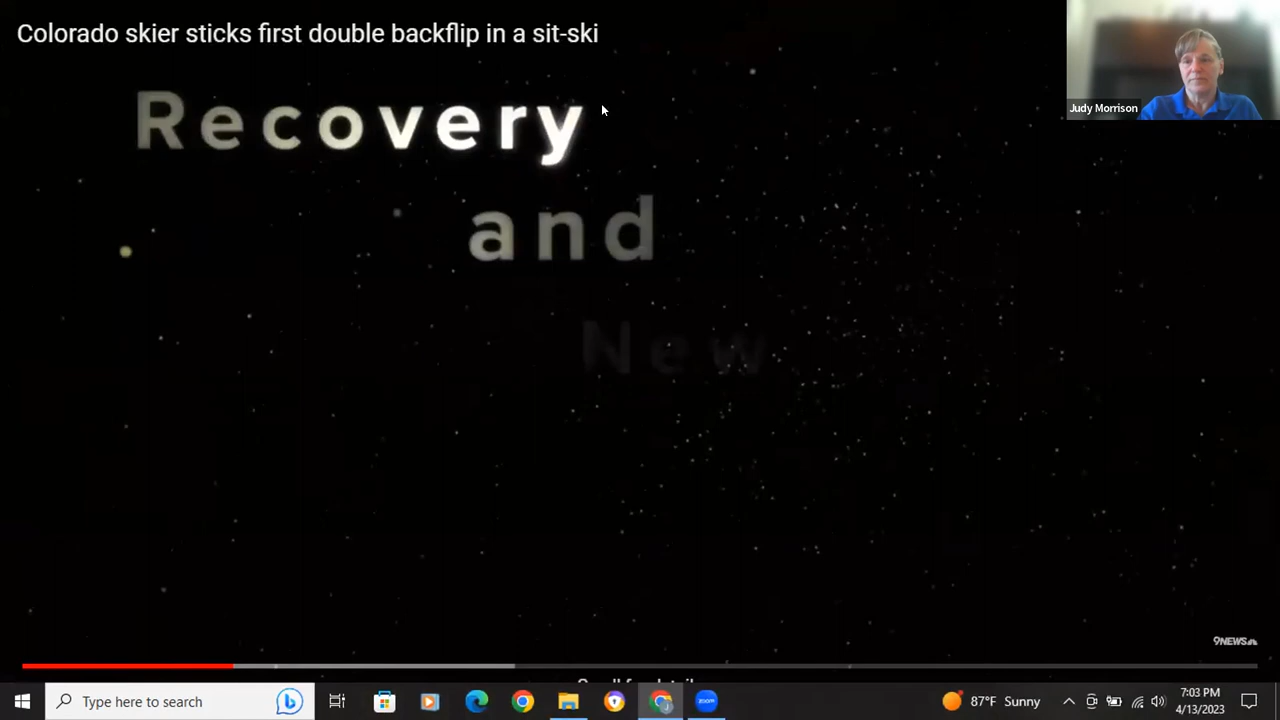 Colorado skier sticks first double backflip in a sit-ski
Recovery
and
New
Judy Morrison
9NEWS
Type here to search
zoom
87°F Sunny
7:03 PM
4/13/2023